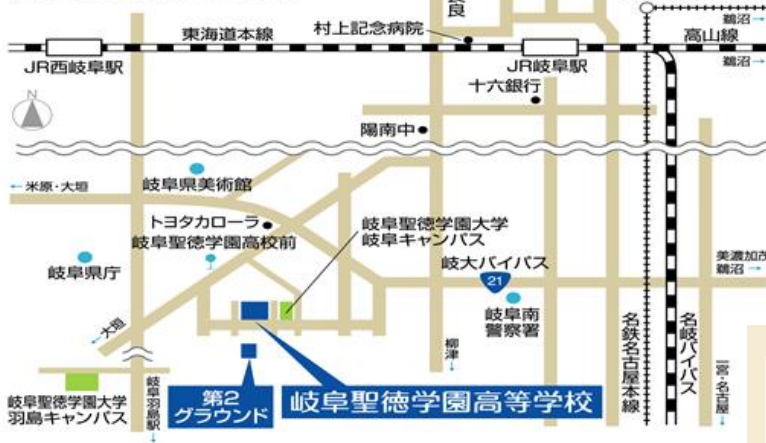 良
鵜沼→
東海道本線
村上記念病院
高山線
JR西岐阜駅
JR岐阜駅
鵜沼→
十六銀行
N
陽南中
岐阜県美術館
←米原・大垣
トヨタカローラ
岐阜聖徳学園高校前
岐阜聖徳学園大学
岐阜キャンパス
岐阜県庁
岐大バイパス
21
美濃加茂
鵜沼→
岐阜南
警察署
←大垣
柳津↓
名鉄名古屋本線
名岐バイパス
一宮・名古屋↓
岐阜羽島駅↓
第2
グラウンド
岐阜聖徳学園高等学校
岐阜聖徳学園大学
羽島キャンパス